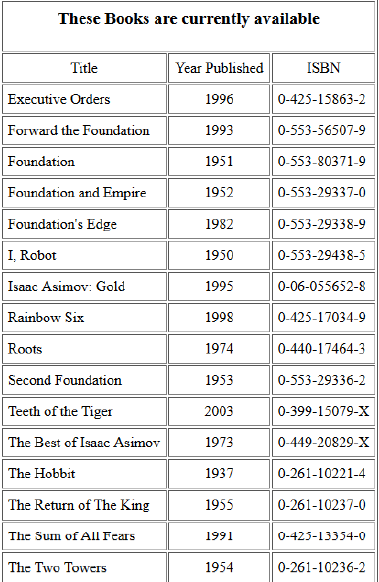 These Books are currently available
Title Year Published ISBN
Executive Orders 1996 0-425-15863-2
Forward the Foundation 1993 0-553-56507-9
Foundation 1951 0-553-80371-9
Foundation and Empire 1952 0-553-29337-0
Foundation's Edge 1982 0-553-29338-9
I, Robot 1950 0-553-29438-5
Isaac Asimov: Gold 1995 0-06-055652-8
Rainbow Six 1998 0-425-17034-9
Roots 1974 0-440-17464-3
Second Foundation 1953 0-553-29336-2
Teeth of the Tiger 2003 0-399-15079-X
The Best of Isaac Asimov 1973 0-449-20829-X
The Hobbit 1937 0-261-10221-4
The Return of The King 1955 0-261-10237-0
The Sum of All Fears 1991 0-425-13354-0
The Two Towers 1954 0-261-10236-2